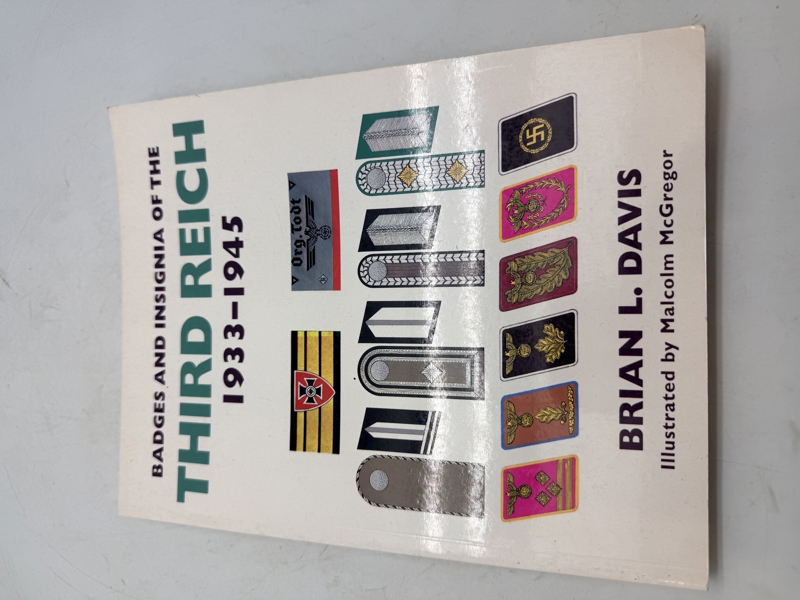 BADGES AND INSIGNIA OF THE
THIRD REICH
1933–1945
Org. Todt
BRIAN L. DAVIS
Illustrated by Malcolm McGregor